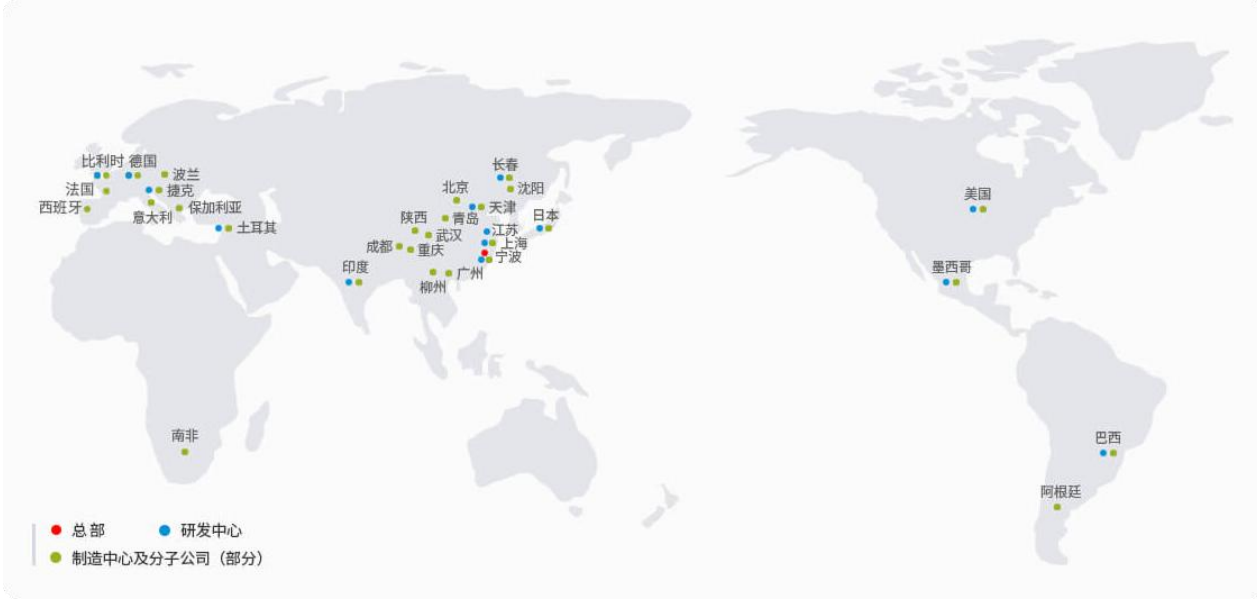 比利时 德国
波兰
法国
捷克
西班牙
意大利
保加利亚
土耳其
长春
北京
沈阳
天津
陕西
青岛
江苏
日本
武汉
上海
成都
重庆
宁波
印度
广州
柳州
美国
墨西哥
南非
巴西
阿根廷
总部
研发中心
制造中心及分子公司（部分）